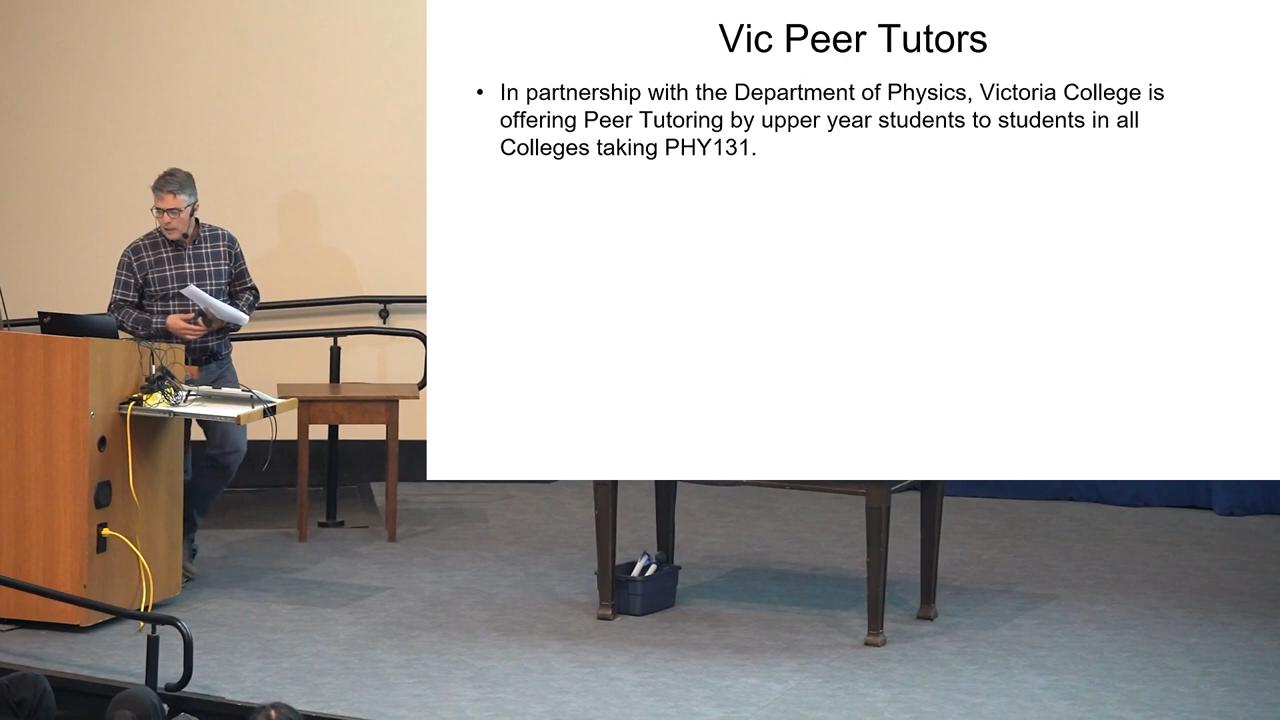 Vic Peer Tutors
• In partnership with the Department of Physics, Victoria College is
offering Peer Tutoring by upper year students to students in all
Colleges taking PHY131.